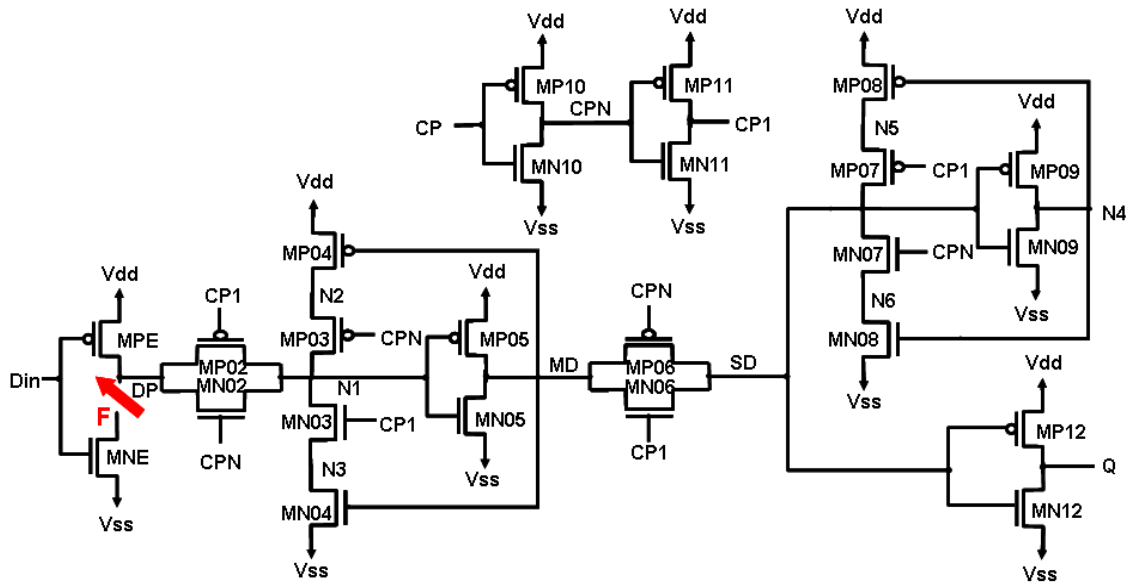 Vdd
Vdd
Vdd
MP10
MP11
MP08
CPN
CP
CP1
N5
Vdd
MN10
MN11
MP07
CP1
MP09
Vdd
Vss
Vss
N4
MP04
MN07
CPN
MN09
Vdd
CP1
N2
Vdd
CPN
N6
Vss
MPE
MP03
CPN
MP05
MN08
Vdd
Din
DP
MP02
MN02
N1
MD
MP06
MN06
SD
Vss
F
MN03
CP1
MN05
MP12
MNE
CPN
N3
Vss
CP1
Q
Vss
MN04
MN12
Vss
Vss